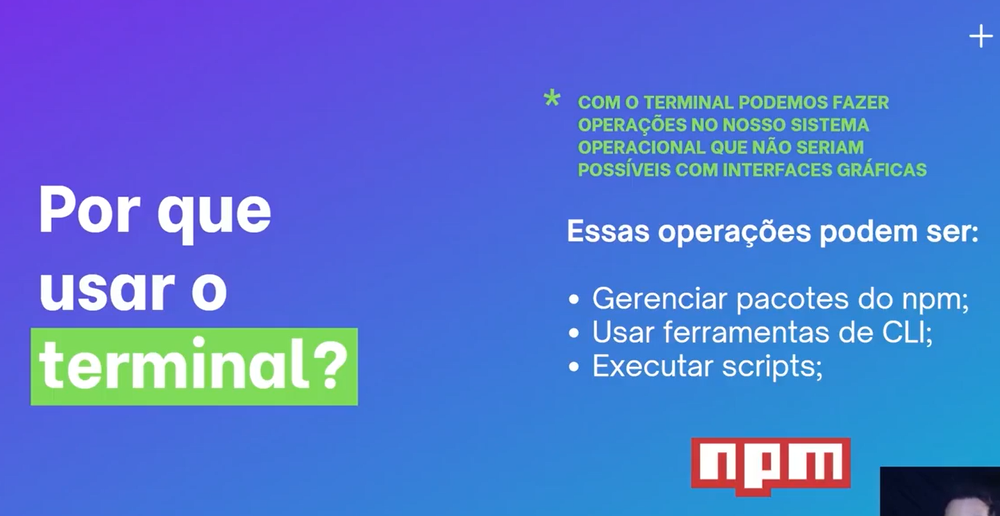 Por que
usar o
terminal?
* COM O TERMINAL PODEMOS FAZER
OPERAÇÕES NO NOSSO SISTEMA
OPERACIONAL QUE NÃO SERIAM
POSSÍVEIS COM INTERFACES GRÁFICAS
Essas operações podem ser:
• Gerenciar pacotes do npm;
• Usar ferramentas de CLI;
• Executar scripts;
npm